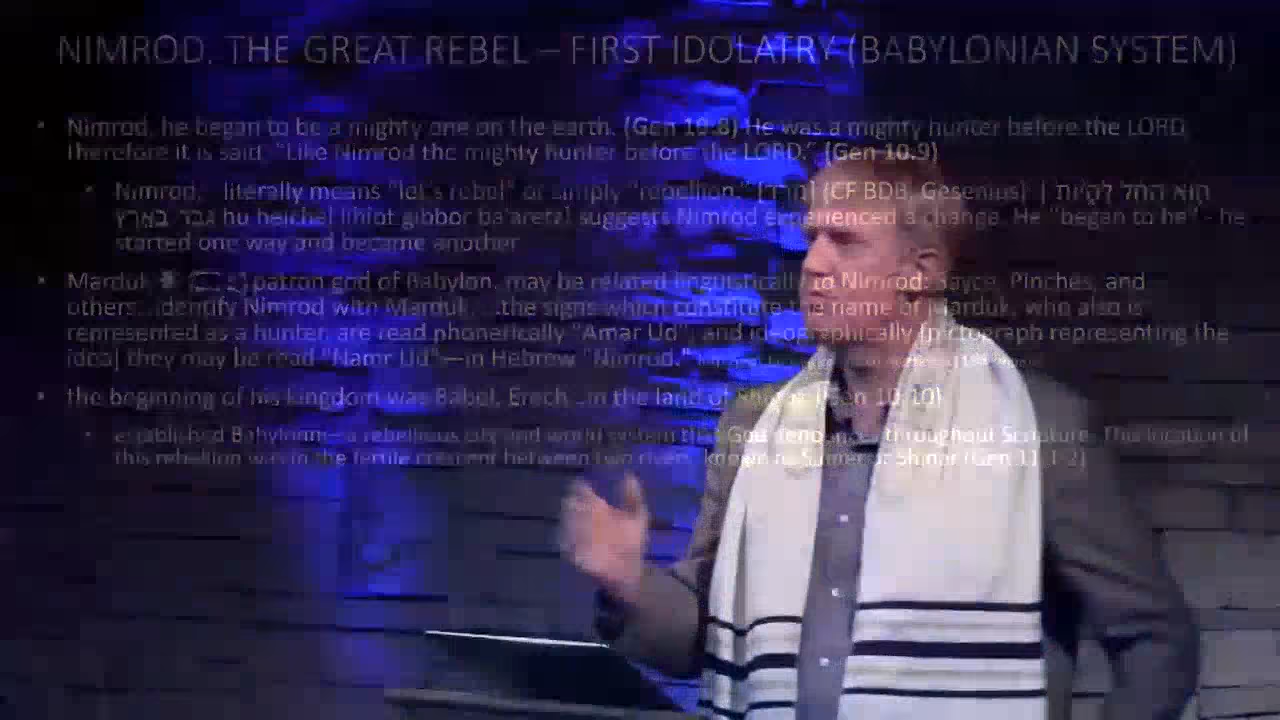 NIMROD, THE GREAT REBEL – FIRST IDOLATRY (BABYLONIAN SYSTEM)
• Nimrod, he began to be a mighty one on the earth. (Gen 10:8) He was a mighty hunter before the LORD
therefore it is said, "Like Nimrod the mighty hunter before the LORD." (Gen 10:9)
• Nimrod, literally means "let's rebel" or simply "rebellion." (CF BDB, Gesenius) | הוּא הֵחֵל לִהְיוֹת
גִּבֹּר בָּאָרֶץ hu heichel lihiot gibbor ba'aretz] suggests Nimrod experienced a change. He "began to be" - he
started one way and became another
• Marduk patron god of Babylon, may be related linguistically to Nimrod: Sayce, Pinches, and
others...identify Nimrod with Marduk ...the signs which constitute the name of Marduk, who also is
represented as a hunter, are read phonetically "Amar Ud"; and ideographically [pictograph representing the
idea] they may be read "Namr Ud"—in Hebrew "Nimrod."
• the beginning of his kingdom was Babel, Erech ...in the land of Shinar (Gen 10:10)
• established Babylonia—a rebellious city and world system that God throughout Scripture. The location of
this rebellion was in the fertile crescent between two rivers, known as Sumer or Shinar (Gen 11:1-2)